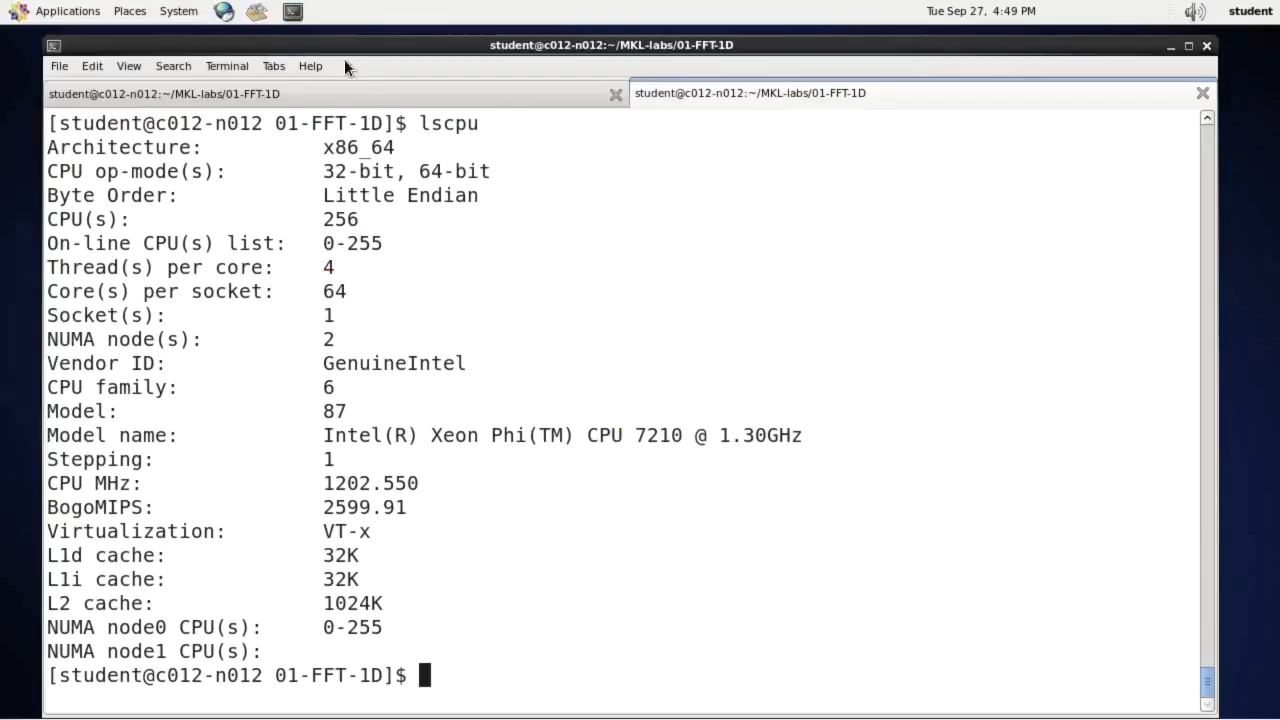 Applications Places System Tue Sep 27, 4:49 PM student
student@c012-n012:~/MKL-labs/01-FFT-1D
File Edit View Search Terminal Tabs Help
student@c012-n012:~/MKL-labs/01-FFT-1D student@c012-n012:~/MKL-labs/01-FFT-1D
[student@c012-n012 01-FFT-1D]$ lscpu
Architecture: x86_64
CPU op-mode(s): 32-bit, 64-bit
Byte Order: Little Endian
CPU(s): 256
On-line CPU(s) list: 0-255
Thread(s) per core: 4
Core(s) per socket: 64
Socket(s): 1
NUMA node(s): 2
Vendor ID: GenuineIntel
CPU family: 6
Model: 87
Model name: Intel(R) Xeon Phi(TM) CPU 7210 @ 1.30GHz
Stepping: 1
CPU MHz: 1202.550
BogoMIPS: 2599.91
Virtualization: VT-x
L1d cache: 32K
L1i cache: 32K
L2 cache: 1024K
NUMA node0 CPU(s): 0-255
NUMA node1 CPU(s):
[student@c012-n012 01-FFT-1D]$